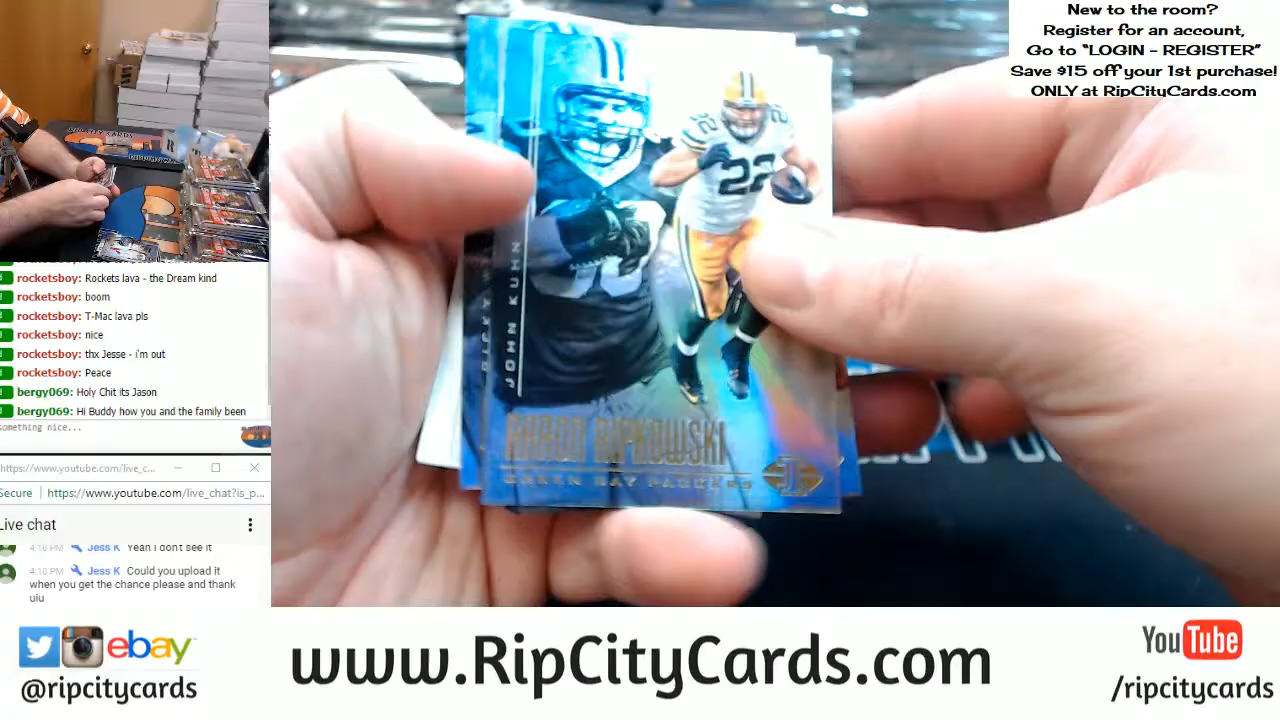 New to the room?
Register for an account,
Go to "LOGIN - REGISTER"
Save $15 off your 1st purchase!
ONLY at RipCityCards.com
RIPCITY CARDS
22
JOHN KUHN
AARON RIPKOWSKI
GREEN BAY PACKERS
rocketsboy: Rockets lava - the Dream kind
rocketsboy: boom
rocketsboy: T-Mac lava pls
rocketsboy: nice
rocketsboy: thx Jesse - i'm out
rocketsboy: Peace
bergy069: Holy Chit its Jason
bergy069: Hi Buddy how you and the family been
something nice...
https://www.youtube.com/live_c...
Secure https://www.youtube.com/live_chat?is_p...
Live chat
4:10 PM Jess K Yeah I don't see it
4:10 PM Jess K Could you upload it
when you get the chance please and thank
uiu
ebay
@ripcitycards
www.RipCityCards.com
YouTube
/ripcitycards